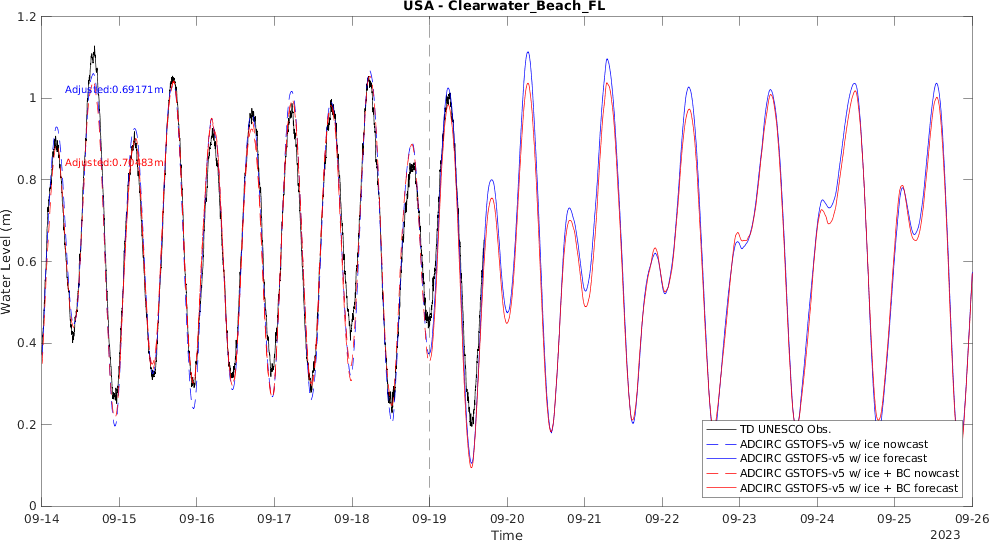 USA - Clearwater_Beach_FL
1.2
1
0.8
0.6
0.4
0.2
0
Water Level (m)
Adjusted:0.69171m
Adjusted:0.70483m
TD UNESCO Obs.
ADCIRC GSTOFS-v5 w/ ice nowcast
ADCIRC GSTOFS-v5 w/ ice forecast
ADCIRC GSTOFS-v5 w/ ice + BC nowcast
ADCIRC GSTOFS-v5 w/ ice + BC forecast
09-14 09-15 09-16 09-17 09-18 09-19 09-20 09-21 09-22 09-23 09-24 09-25 09-26
Time
2023